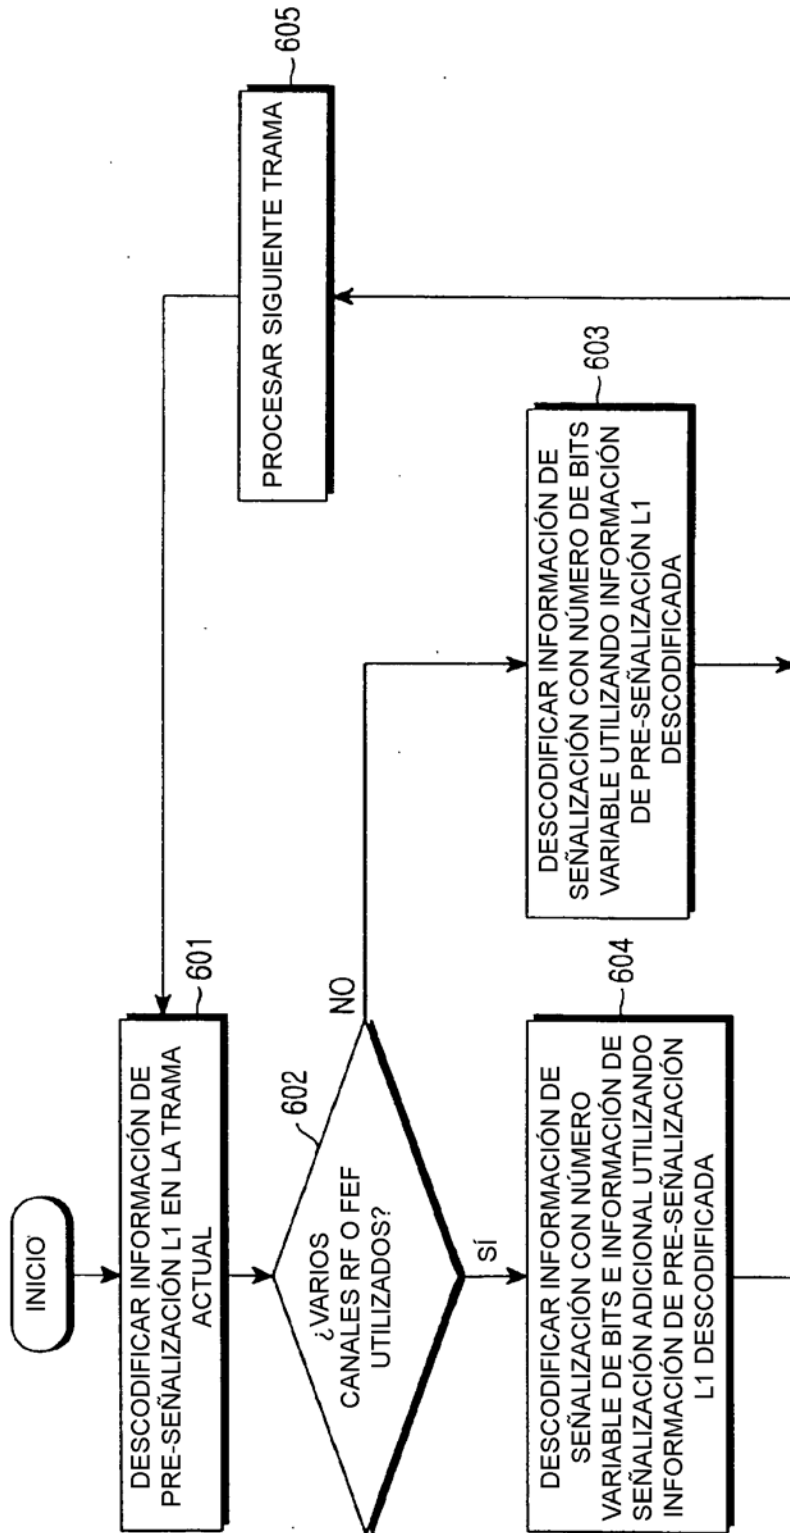 INICIO
DESCODIFICAR INFORMACIÓN DE
PRE-SEÑALIZACIÓN L1 EN LA TRAMA
ACTUAL
601
¿VARIOS
CANALES RF O FEF
UTILIZADOS?
602
NO
SÍ
DESCODIFICAR INFORMACIÓN DE
SEÑALIZACIÓN CON NÚMERO
VARIABLE DE BITS E INFORMACIÓN DE
SEÑALIZACIÓN ADICIONAL UTILIZANDO
INFORMACIÓN DE PRE-SEÑALIZACIÓN
L1 DESCODIFICADA
604
DESCODIFICAR INFORMACIÓN DE
SEÑALIZACIÓN CON NÚMERO DE BITS
VARIABLE UTILIZANDO INFORMACIÓN
DE PRE-SEÑALIZACIÓN L1
DESCODIFICADA
603
PROCESAR SIGUIENTE TRAMA
605